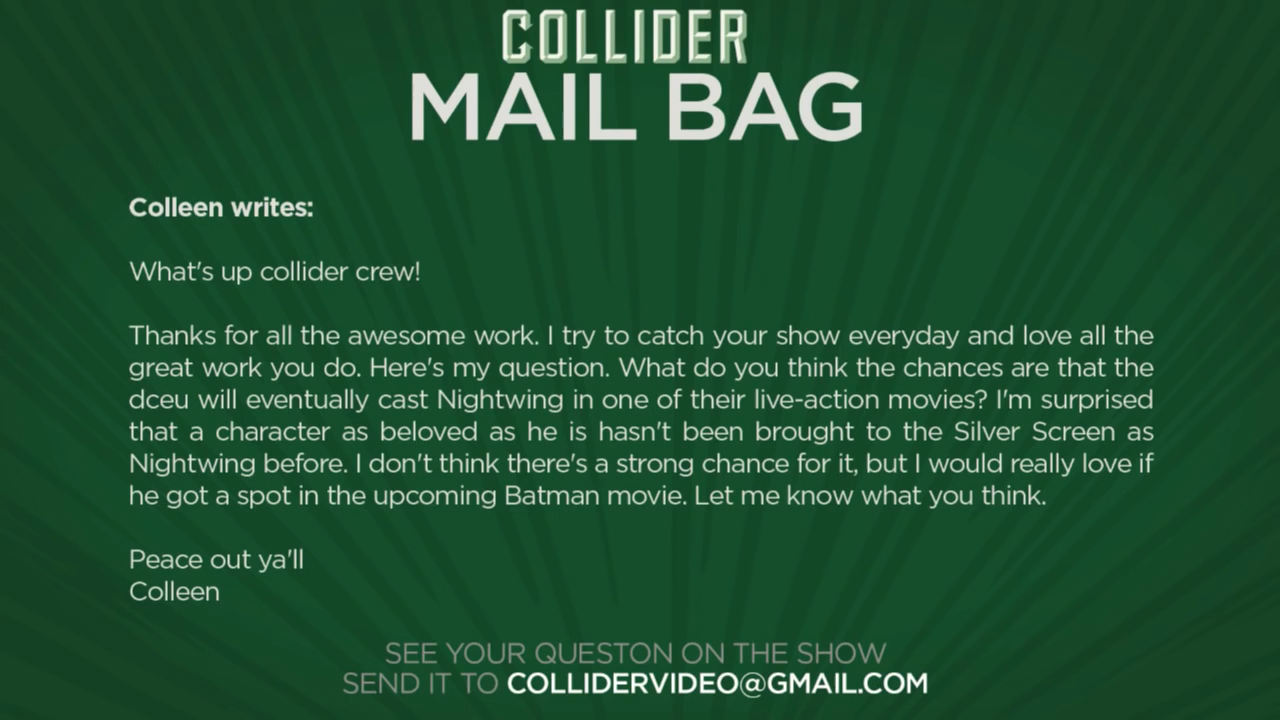 COLLIDER
MAIL BAG
Colleen writes:
What's up collider crew!
Thanks for all the awesome work. I try to catch your show everyday and love all the
great work you do. Here's my question. What do you think the chances are that the
dceu will eventually cast Nightwing in one of their live-action movies? I'm surprised
that a character as beloved as he is hasn't been brought to the Silver Screen as
Nightwing before. I don't think there's a strong chance for it, but I would really love if
he got a spot in the upcoming Batman movie. Let me know what you think.
Peace out ya'll
Colleen
SEE YOUR QUESTON ON THE SHOW
SEND IT TO COLLIDERVIDEO@GMAIL.COM